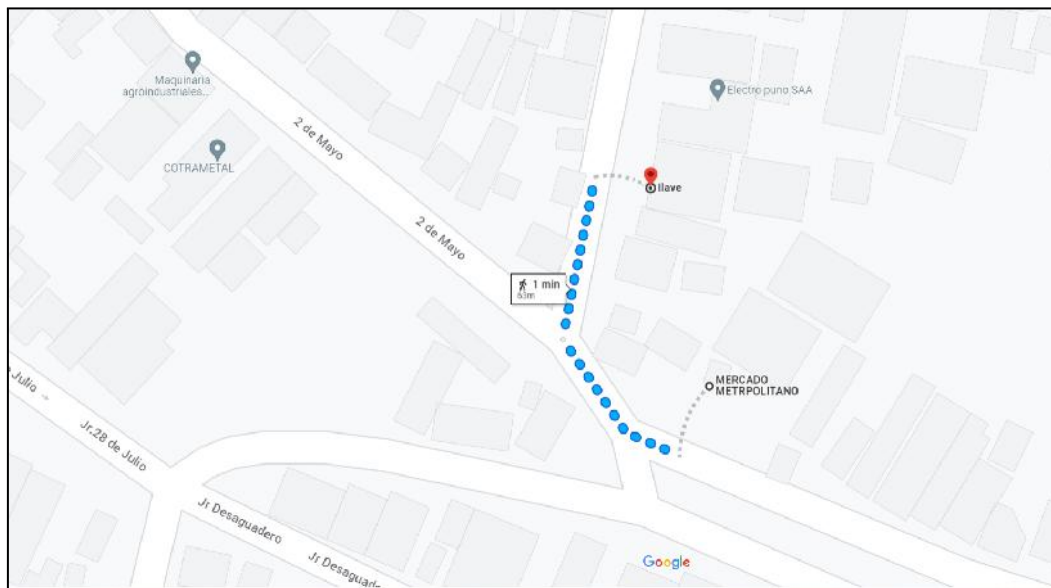 Maquinaria
agroindustriales...
Electro puno SAA
2 de Mayo
COTRAMETAL
Ilave
2 de Mayo
1 min
63m
MERCADO
METRPOLITANO
Julio →
Jr.28 de Julio
Jr Desaguadero
Jr Desaguade
Google